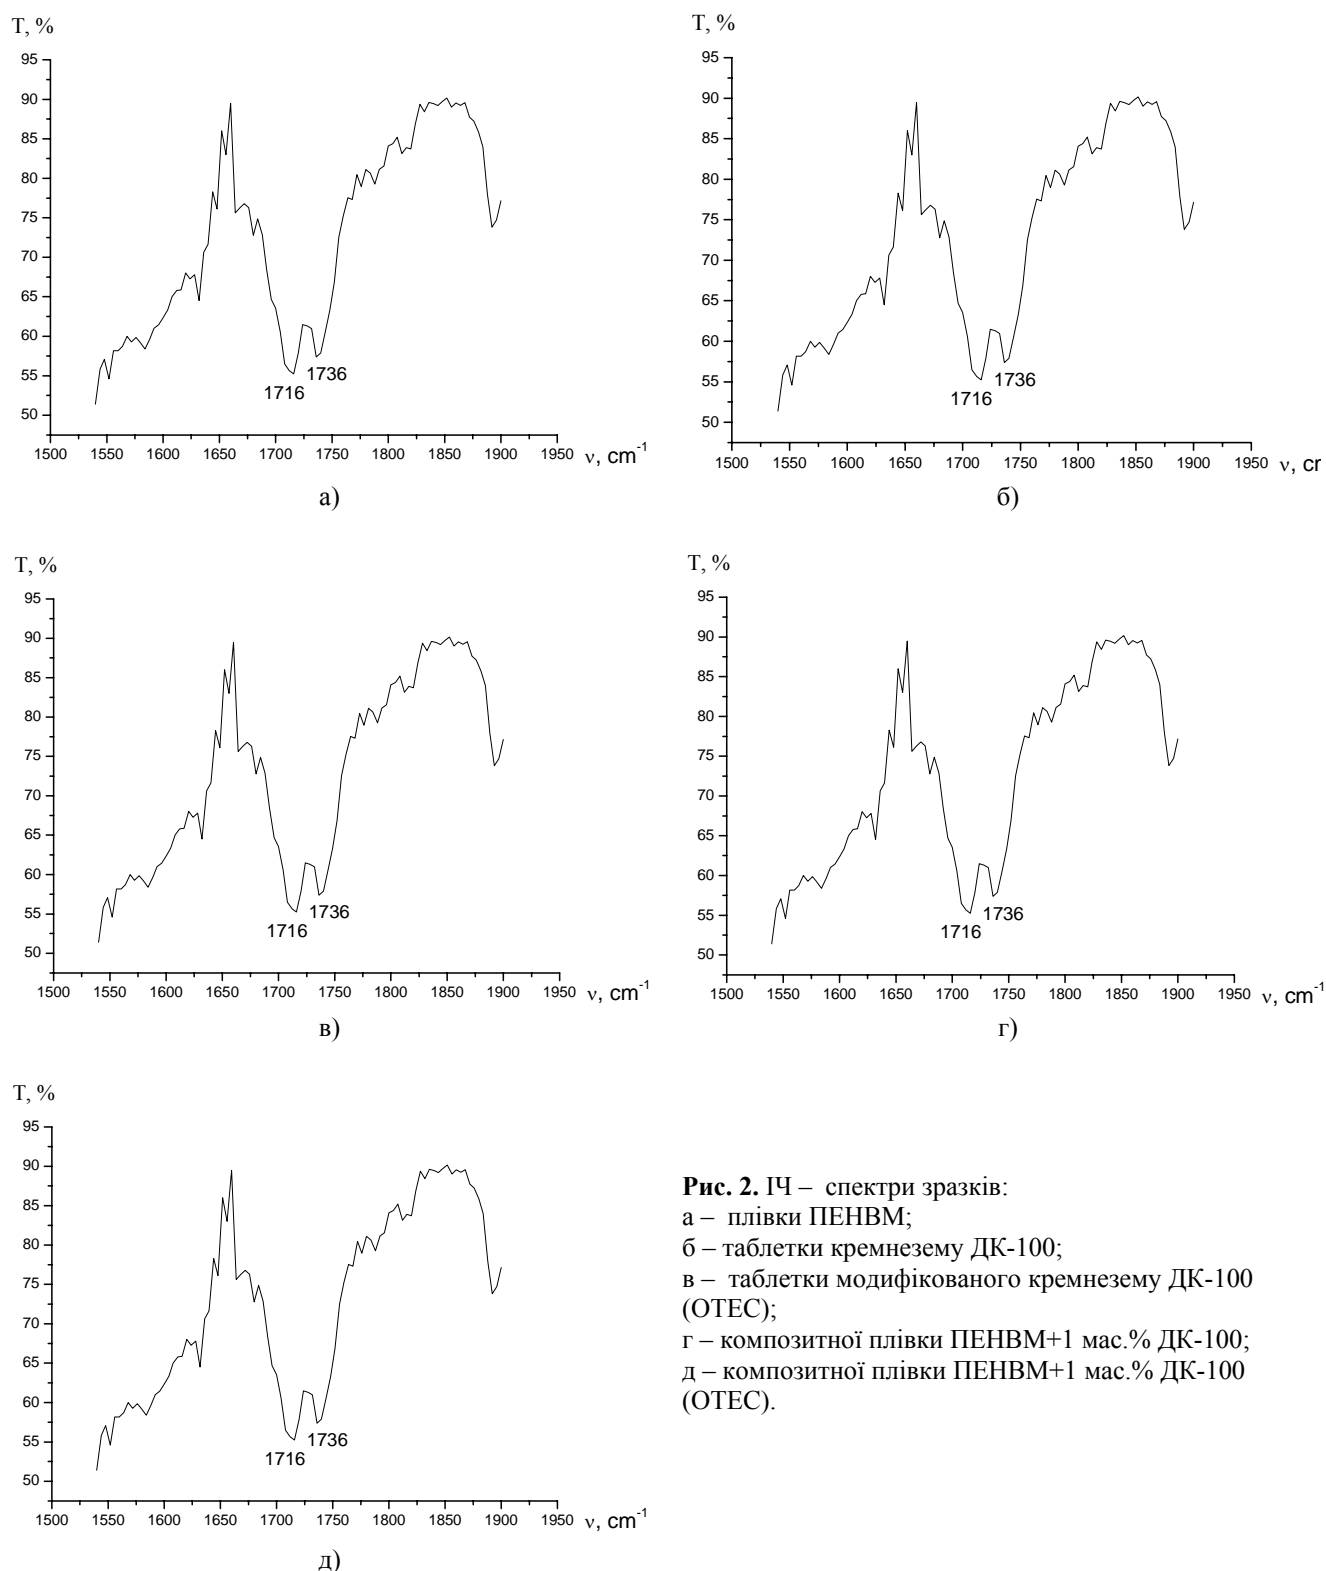 T, %
95
90
85
80
75
70
65
60
55
50
1716
1736
1500 1550 1600 1650 1700 1750 1800 1850 1900 1950 ν, cm⁻¹
а)
T, %
95
90
85
80
75
70
65
60
55
50
1716
1736
1500 1550 1600 1650 1700 1750 1800 1850 1900 1950 ν, cr
б)
T, %
95
90
85
80
75
70
65
60
55
50
1716
1736
1500 1550 1600 1650 1700 1750 1800 1850 1900 1950 ν, cm⁻¹
в)
T, %
95
90
85
80
75
70
65
60
55
50
1716
1736
1500 1550 1600 1650 1700 1750 1800 1850 1900 1950 ν, cm⁻¹
г)
T, %
95
90
85
80
75
70
65
60
55
50
1716
1736
1500 1550 1600 1650 1700 1750 1800 1850 1900 1950 ν, cm⁻¹
д)
Рис. 2. ІЧ – спектри зразків:
а – плівки ПЕНВМ;
б – таблетки кремнезему ДК-100;
в – таблетки модифікованого кремнезему ДК-100
(ОТЕС);
г – композитної плівки ПЕНВМ+1 мас.% ДК-100;
д – композитної плівки ПЕНВМ+1 мас.% ДК-100
(ОТЕС).